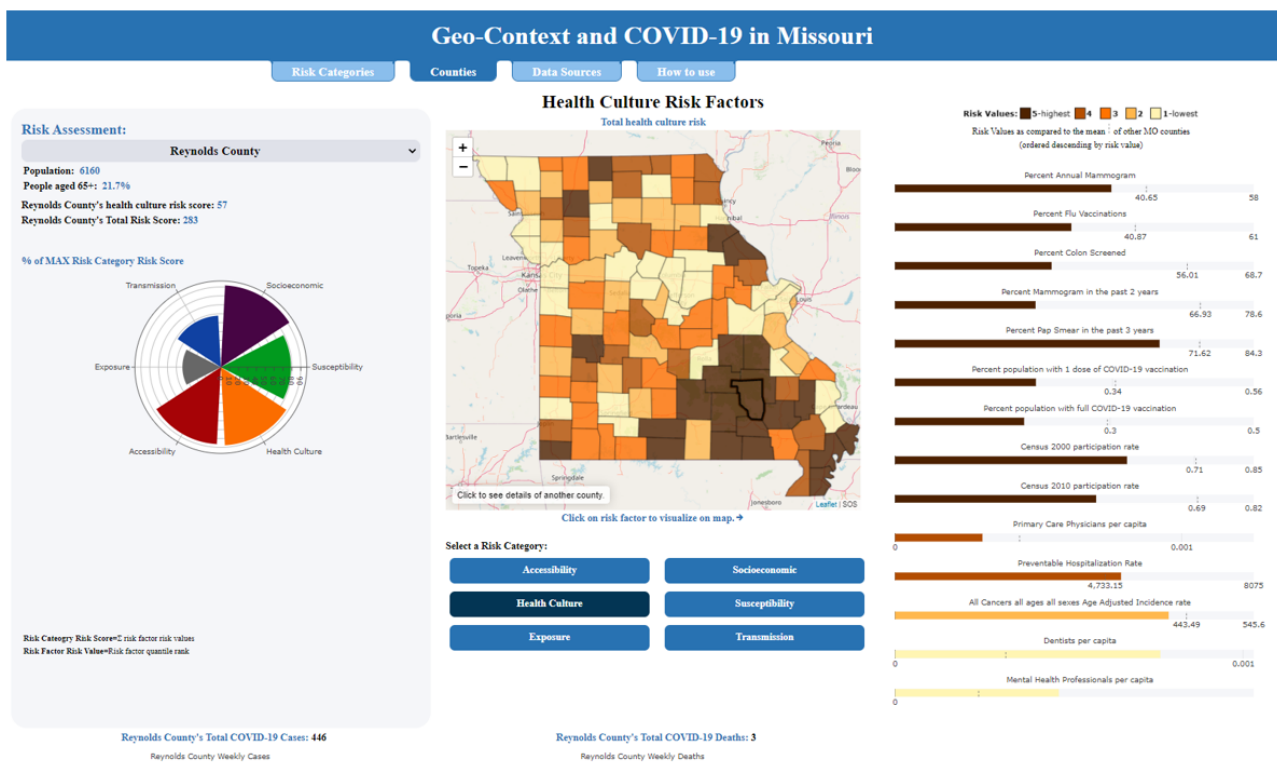 Geo-Context and COVID-19 in Missouri
Risk Categories
Counties
Data Sources
How to use
Risk Assessment:
Reynolds County
Population: 6160
People aged 65+: 21.7%
Reynolds County's health culture risk score: 57
Reynolds County's Total Risk Score: 283
% of MAX Risk Category Risk Score
Transmission
Socioeconomic
Exposure
Susceptibility
Accessibility
Health Culture
Risk Cateogry Risk Score=Σ risk factor risk values
Risk Factor Risk Value=Risk factor quantile rank
Health Culture Risk Factors
Total health culture risk
+
−
Peoria
Topeka
Kansas City
Olathe
Illinois
Louis
Bartlesville
Springdale
Jonesboro
Click to see details of another county.
Leaflet | SOS
Click on risk factor to visualize on map.➔
Select a Risk Category:
Accessibility
Socioeconomic
Health Culture
Susceptibility
Exposure
Transmission
Risk Values: 5-highest 4 3 2 1-lowest
Risk Values as compared to the mean ⁝ of other MO counties
(ordered descending by risk value)
Percent Annual Mammogram
40.65 58
Percent Flu Vaccinations
40.87 61
Percent Colon Screened
56.01 68.7
Percent Mammogram in the past 2 years
66.93 78.6
Percent Pap Smear in the past 3 years
71.62 84.3
Percent population with 1 dose of COVID-19 vaccination
0.34 0.56
Percent population with full COVID-19 vaccination
0.3 0.5
Census 2000 participation rate
0.71 0.85
Census 2010 participation rate
0.69 0.82
Primary Care Physicians per capita
0 0.001
Preventable Hospitalization Rate
4,733.15 8075
All Cancers all ages all sexes Age Adjusted Incidence rate
443.49 545.6
Dentists per capita
0 0.001
Mental Health Professionals per capita
0
Reynolds County's Total COVID-19 Cases: 446
Reynolds County Weekly Cases
Reynolds County's Total COVID-19 Deaths: 3
Reynolds County Weekly Deaths